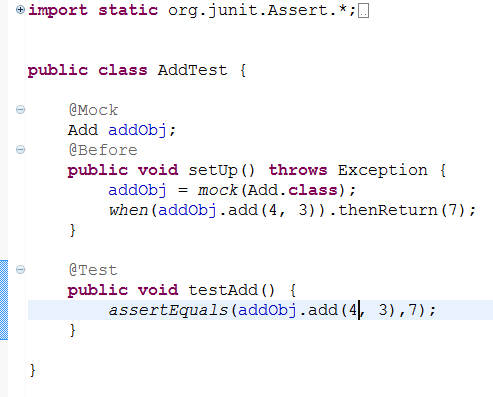 import static org.junit.Assert.*;
public class AddTest {
@Mock
Add addObj;
@Before
public void setUp() throws Exception {
addObj = mock(Add.class);
when(addObj.add(4, 3)).thenReturn(7);
}
@Test
public void testAdd() {
assertEquals(addObj.add(4, 3),7);
}
}